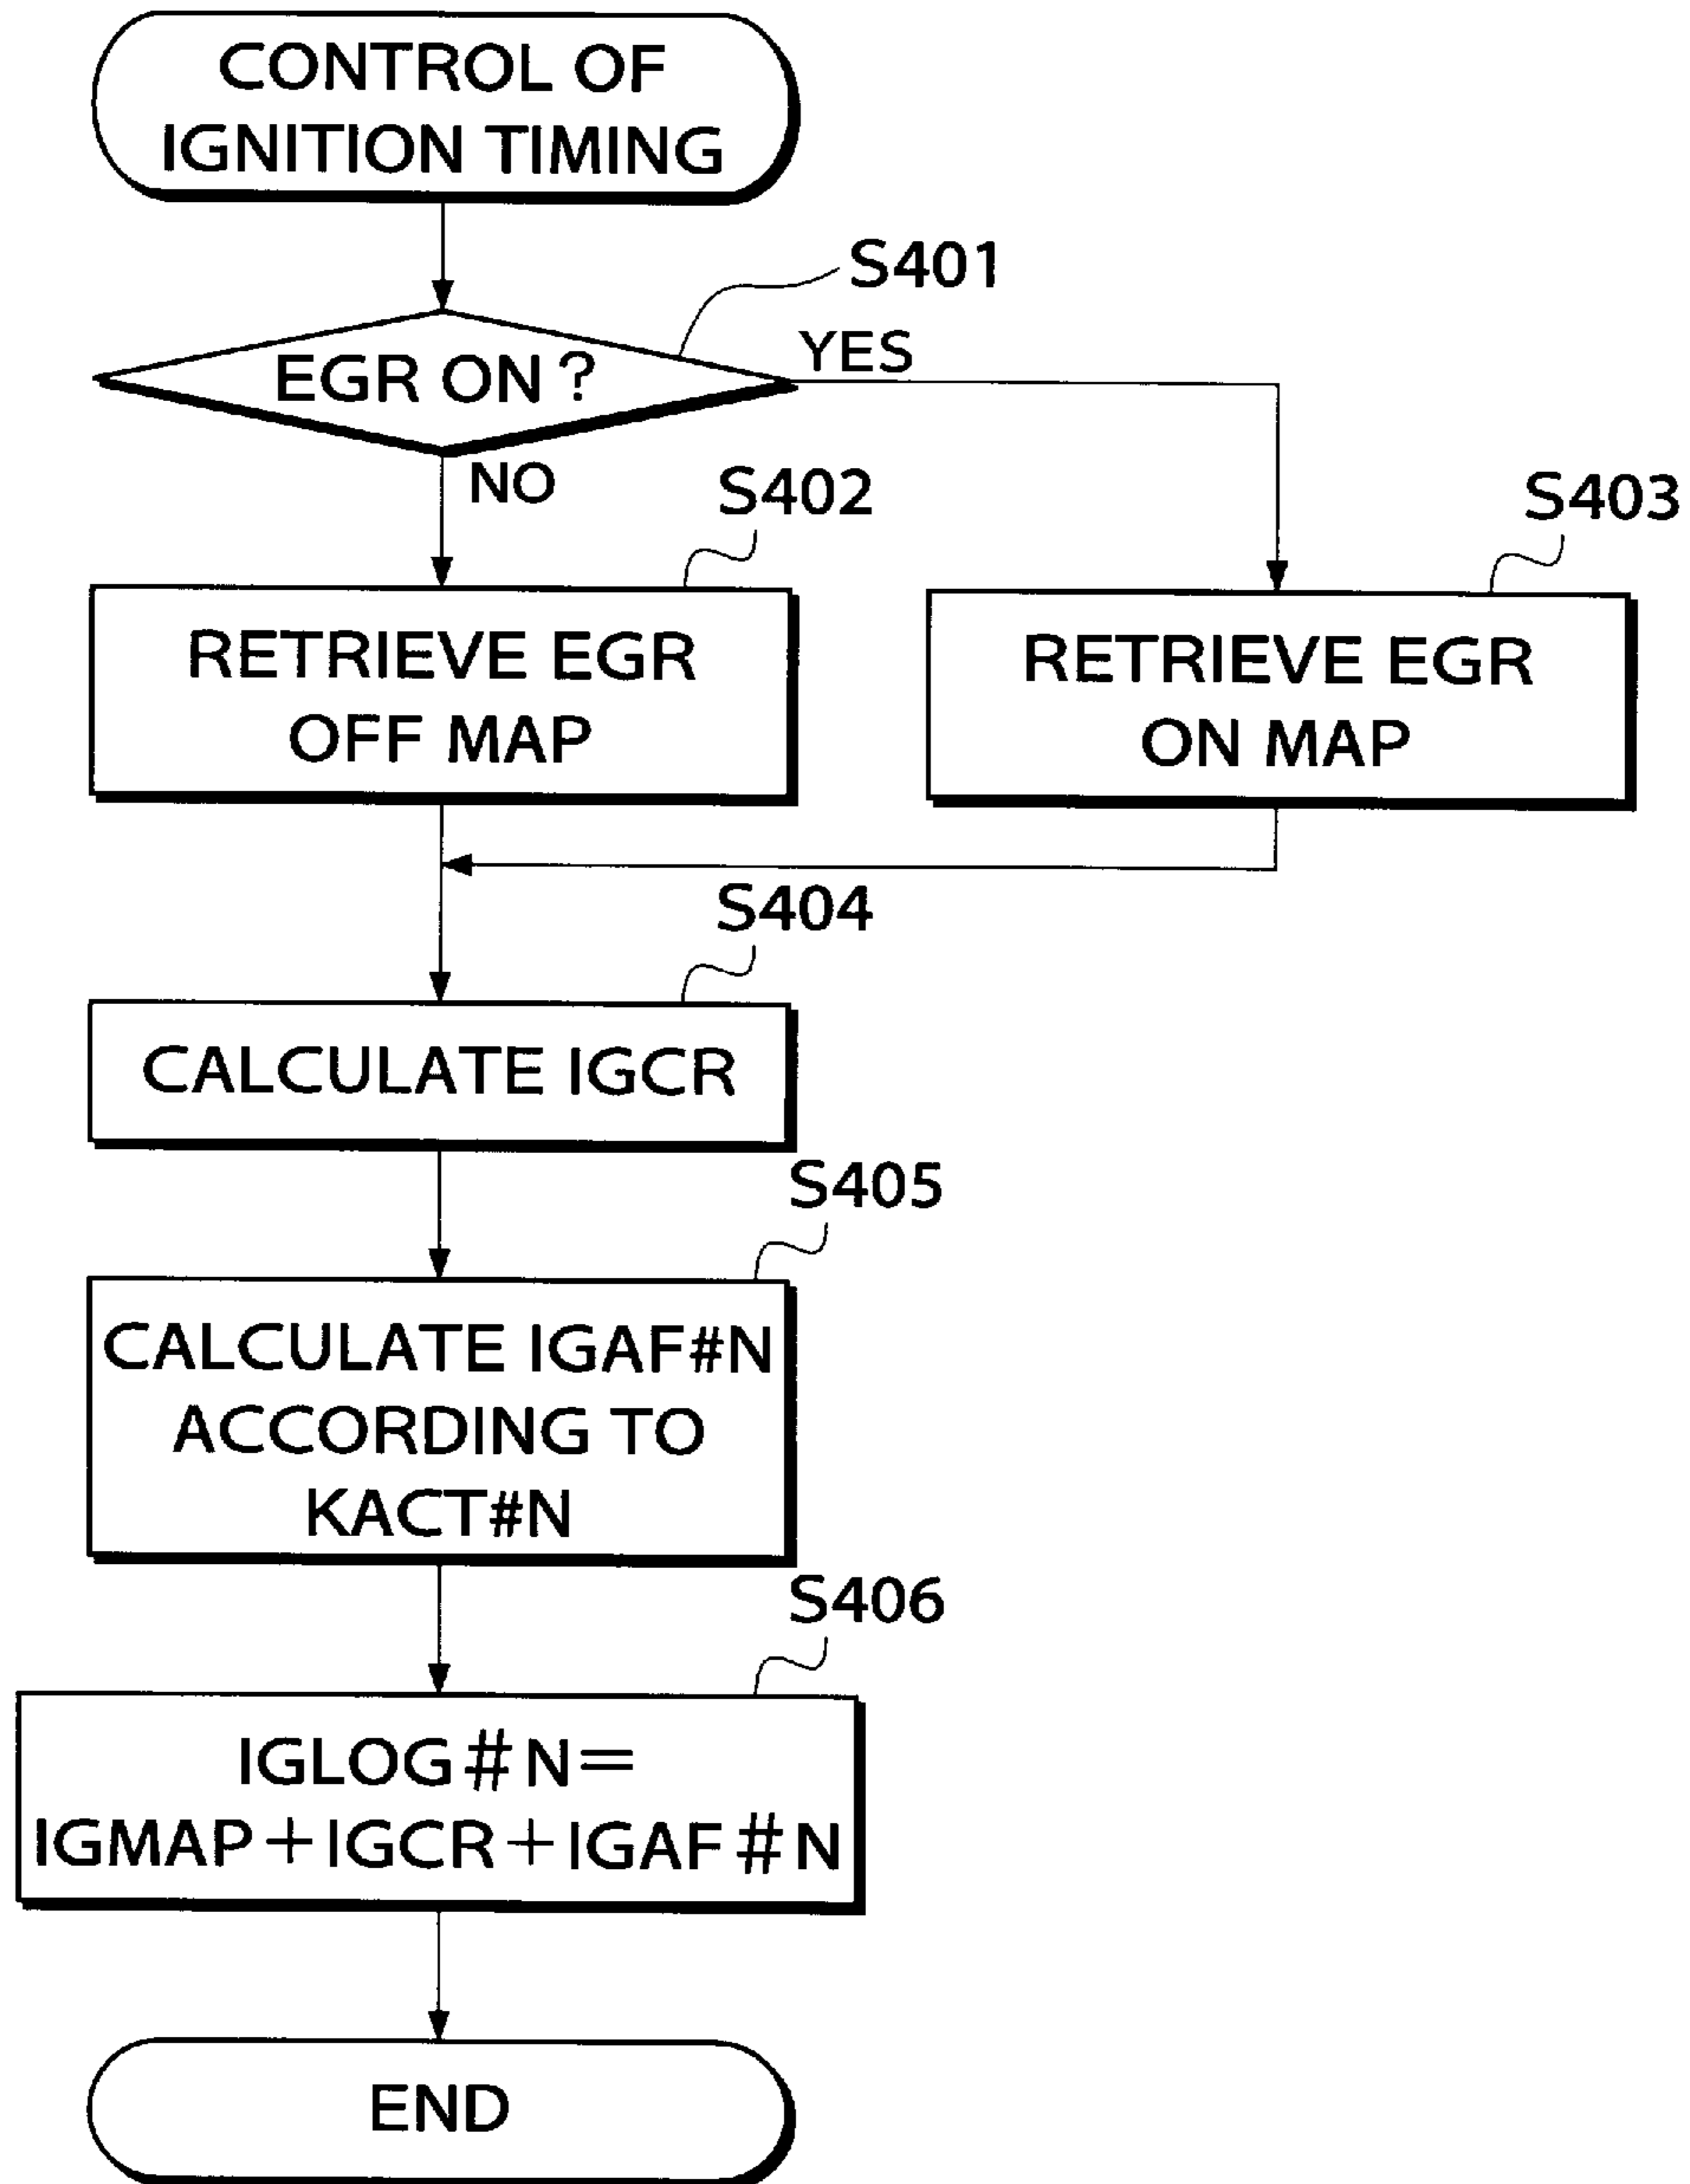 CONTROL OF
IGNITION TIMING
S401
EGR ON?
YES
NO
S402
S403
RETRIEVE EGR
OFF MAP
RETRIEVE EGR
ON MAP
S404
CALCULATE IGCR
S405
CALCULATE IGAF#N
ACCORDING TO
KACT#N
S406
IGLOG#N=
IGMAP+IGCR+IGAF#N
END